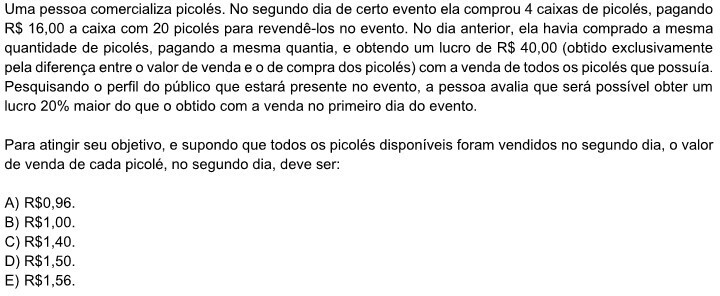 Uma pessoa comercializa picolés. No segundo dia de certo evento ela comprou 4 caixas de picolés, pagando
R$ 16,00 a caixa com 20 picolés para revendê-los no evento. No dia anterior, ela havia comprado a mesma
quantidade de picolés, pagando a mesma quantia, e obtendo um lucro de R$ 40,00 (obtido exclusivamente
pela diferença entre o valor de venda e o de compra dos picolés) com a venda de todos os picolés que possuía.
Pesquisando o perfil do público que estará presente no evento, a pessoa avalia que será possível obter um
lucro 20% maior do que o obtido com a venda no primeiro dia do evento.
Para atingir seu objetivo, e supondo que todos os picolés disponíveis foram vendidos no segundo dia, o valor
de venda de cada picolé, no segundo dia, deve ser:
A) R$0,96.
B) R$1,00.
C) R$1,40.
D) R$1,50.
E) R$1,56.